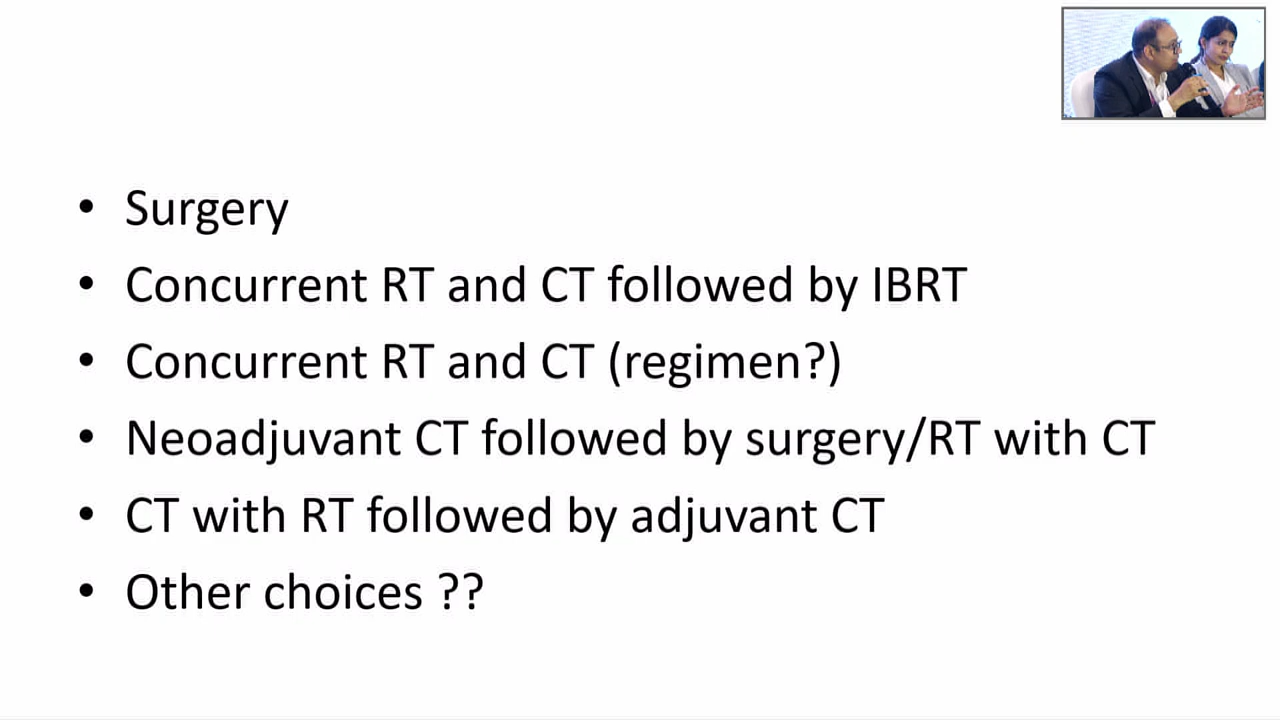 • Surgery
• Concurrent RT and CT followed by IBRT
• Concurrent RT and CT (regimen?)
• Neoadjuvant CT followed by surgery/RT with CT
• CT with RT followed by adjuvant CT
• Other choices ??